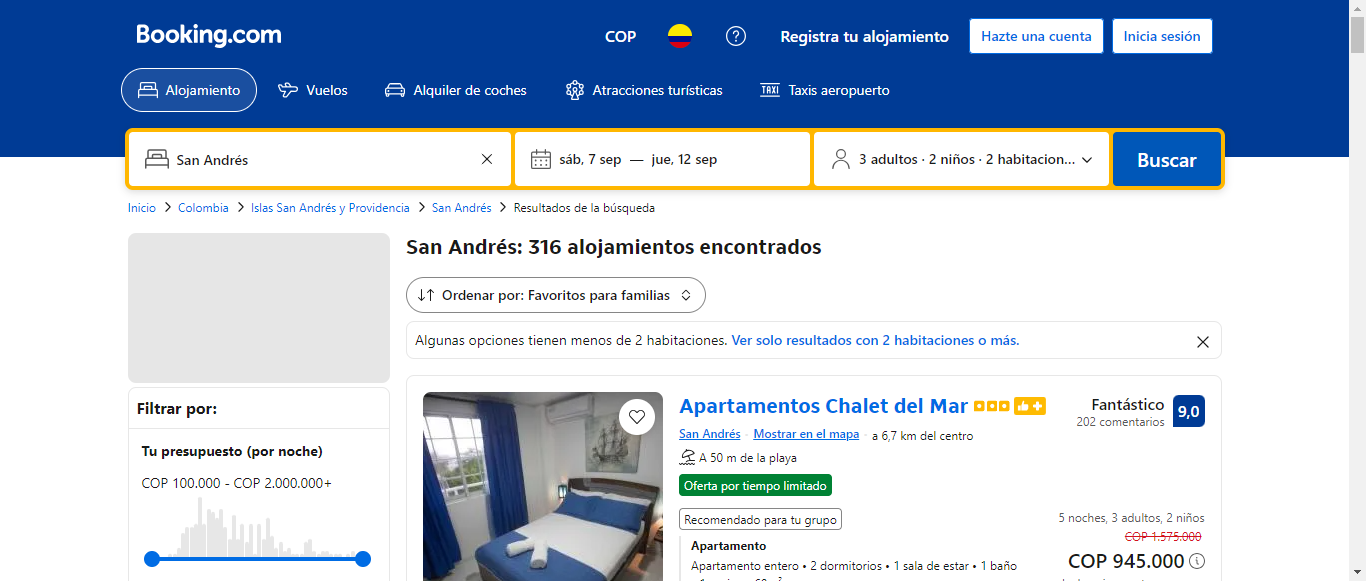 Booking.com
COP
Registra tu alojamiento
Hazte una cuenta
Inicia sesión
Alojamiento
Vuelos
Alquiler de coches
Atracciones turísticas
TAXI Taxis aeropuerto
San Andrés
sáb, 7 sep — jue, 12 sep
3 adultos · 2 niños · 2 habitacion...
Buscar
Inicio > Colombia > Islas San Andrés y Providencia > San Andrés > Resultados de la búsqueda
San Andrés: 316 alojamientos encontrados
Ordenar por: Favoritos para familias
Algunas opciones tienen menos de 2 habitaciones. Ver solo resultados con 2 habitaciones o más.
Filtrar por:
Tu presupuesto (por noche)
COP 100.000 - COP 2.000.000+
Apartamentos Chalet del Mar
San Andrés · Mostrar en el mapa · a 6,7 km del centro
A 50 m de la playa
Oferta por tiempo limitado
Recomendado para tu grupo
Apartamento
Apartamento entero • 2 dormitorios • 1 sala de estar • 1 baño
Fantástico
202 comentarios
9,0
5 noches, 3 adultos, 2 niños
COP 1.575.000
COP 945.000